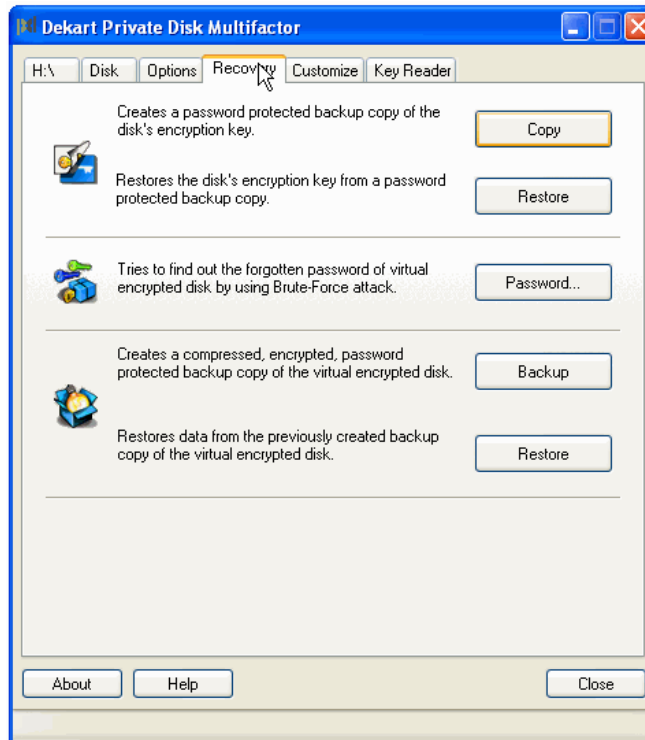 Dekart Private Disk Multifactor
H:\ Disk Options Recovery Customize Key Reader
Creates a password protected backup copy of the
disk's encryption key.
Copy
Restores the disk's encryption key from a password
protected backup copy.
Restore
Tries to find out the forgotten password of virtual
encrypted disk by using Brute-Force attack.
Password...
Creates a compressed, encrypted, password
protected backup copy of the virtual encrypted disk.
Backup
Restores data from the previously created backup
copy of the virtual encrypted disk.
Restore
About Help Close